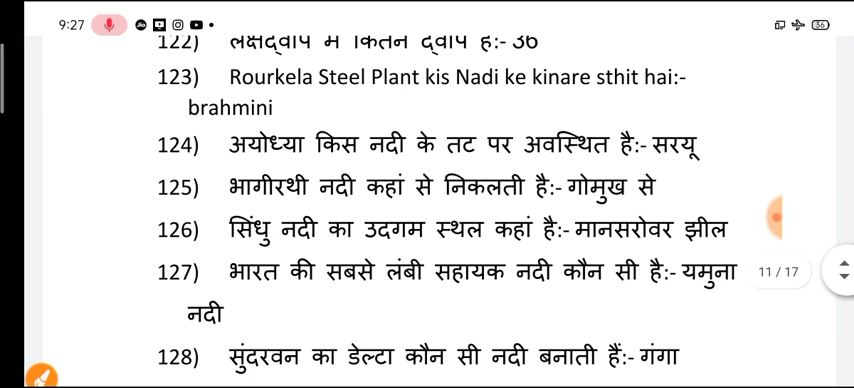 9:27
36
122) लक्षद्वीप में कितने द्वीप हैं:- 36
123) Rourkela Steel Plant kis Nadi ke kinare sthit hai:-
brahmini
124) अयोध्या किस नदी के तट पर अवस्थित है:- सरयू
125) भागीरथी नदी कहां से निकलती है:- गोमुख से
126) सिंधु नदी का उदगम स्थल कहां है:- मानसरोवर झील
127) भारत की सबसे लंबी सहायक नदी कौन सी है:- यमुना
11 / 17
नदी
128) सुंदरवन का डेल्टा कौन सी नदी बनाती हैं:- गंगा